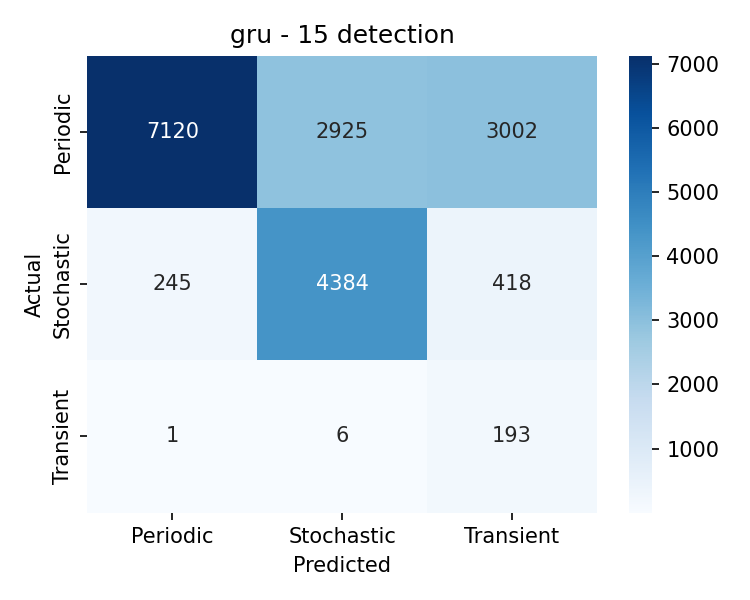 gru - 15 detection
Actual
Periodic
7120 2925 3002
Stochastic
245 4384 418
Transient
1 6 193
Periodic Stochastic Transient
Predicted
7000
6000
5000
4000
3000
2000
1000